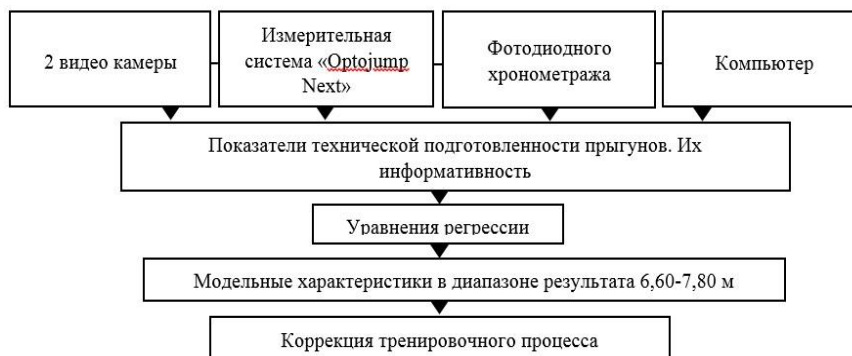 2 видео камеры
Измерительная
система «Optojump
Next»
Фотодиодного
хронометража
Компьютер
Показатели технической подготовленности прыгунов. Их
информативность
Уравнения регрессии
Модельные характеристики в диапазоне результата 6,60-7,80 м
Коррекция тренировочного процесса